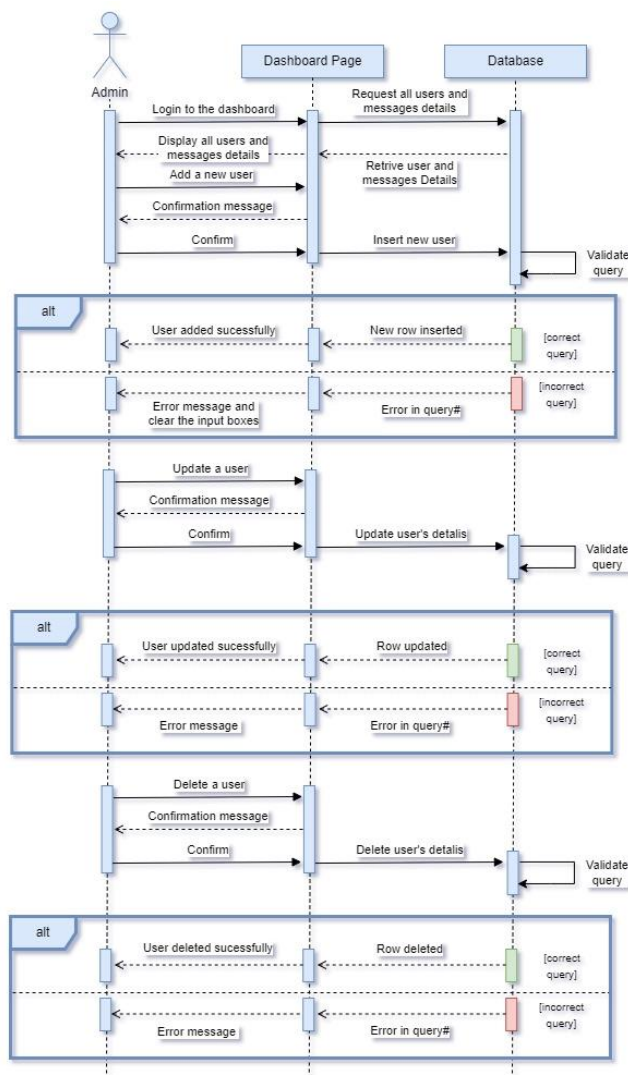 Dashboard Page
Database
Admin
Request all users and
messages details
Login to the dashboard
Display all users and
messages details
Retrive user and
messages Details
Add a new user
Confirmation message
Confirm
Insert new user
Validate
query
alt
User added sucessfully
New row inserted
[correct
query]
Error message and
clear the input boxes
Error in query#
[incorrect
query]
Update a user
Confirmation message
Confirm
Update user's detalis
Validate
query
alt
User updated sucessfully
Row updated
[correct
query]
Error message
Error in query#
[incorrect
query]
Delete a user
Confirmation message
Confirm
Delete user's detalis
Validate
query
alt
User deleted sucessfully
Row deleted
[correct
query]
Error message
Error in query#
[incorrect
query]